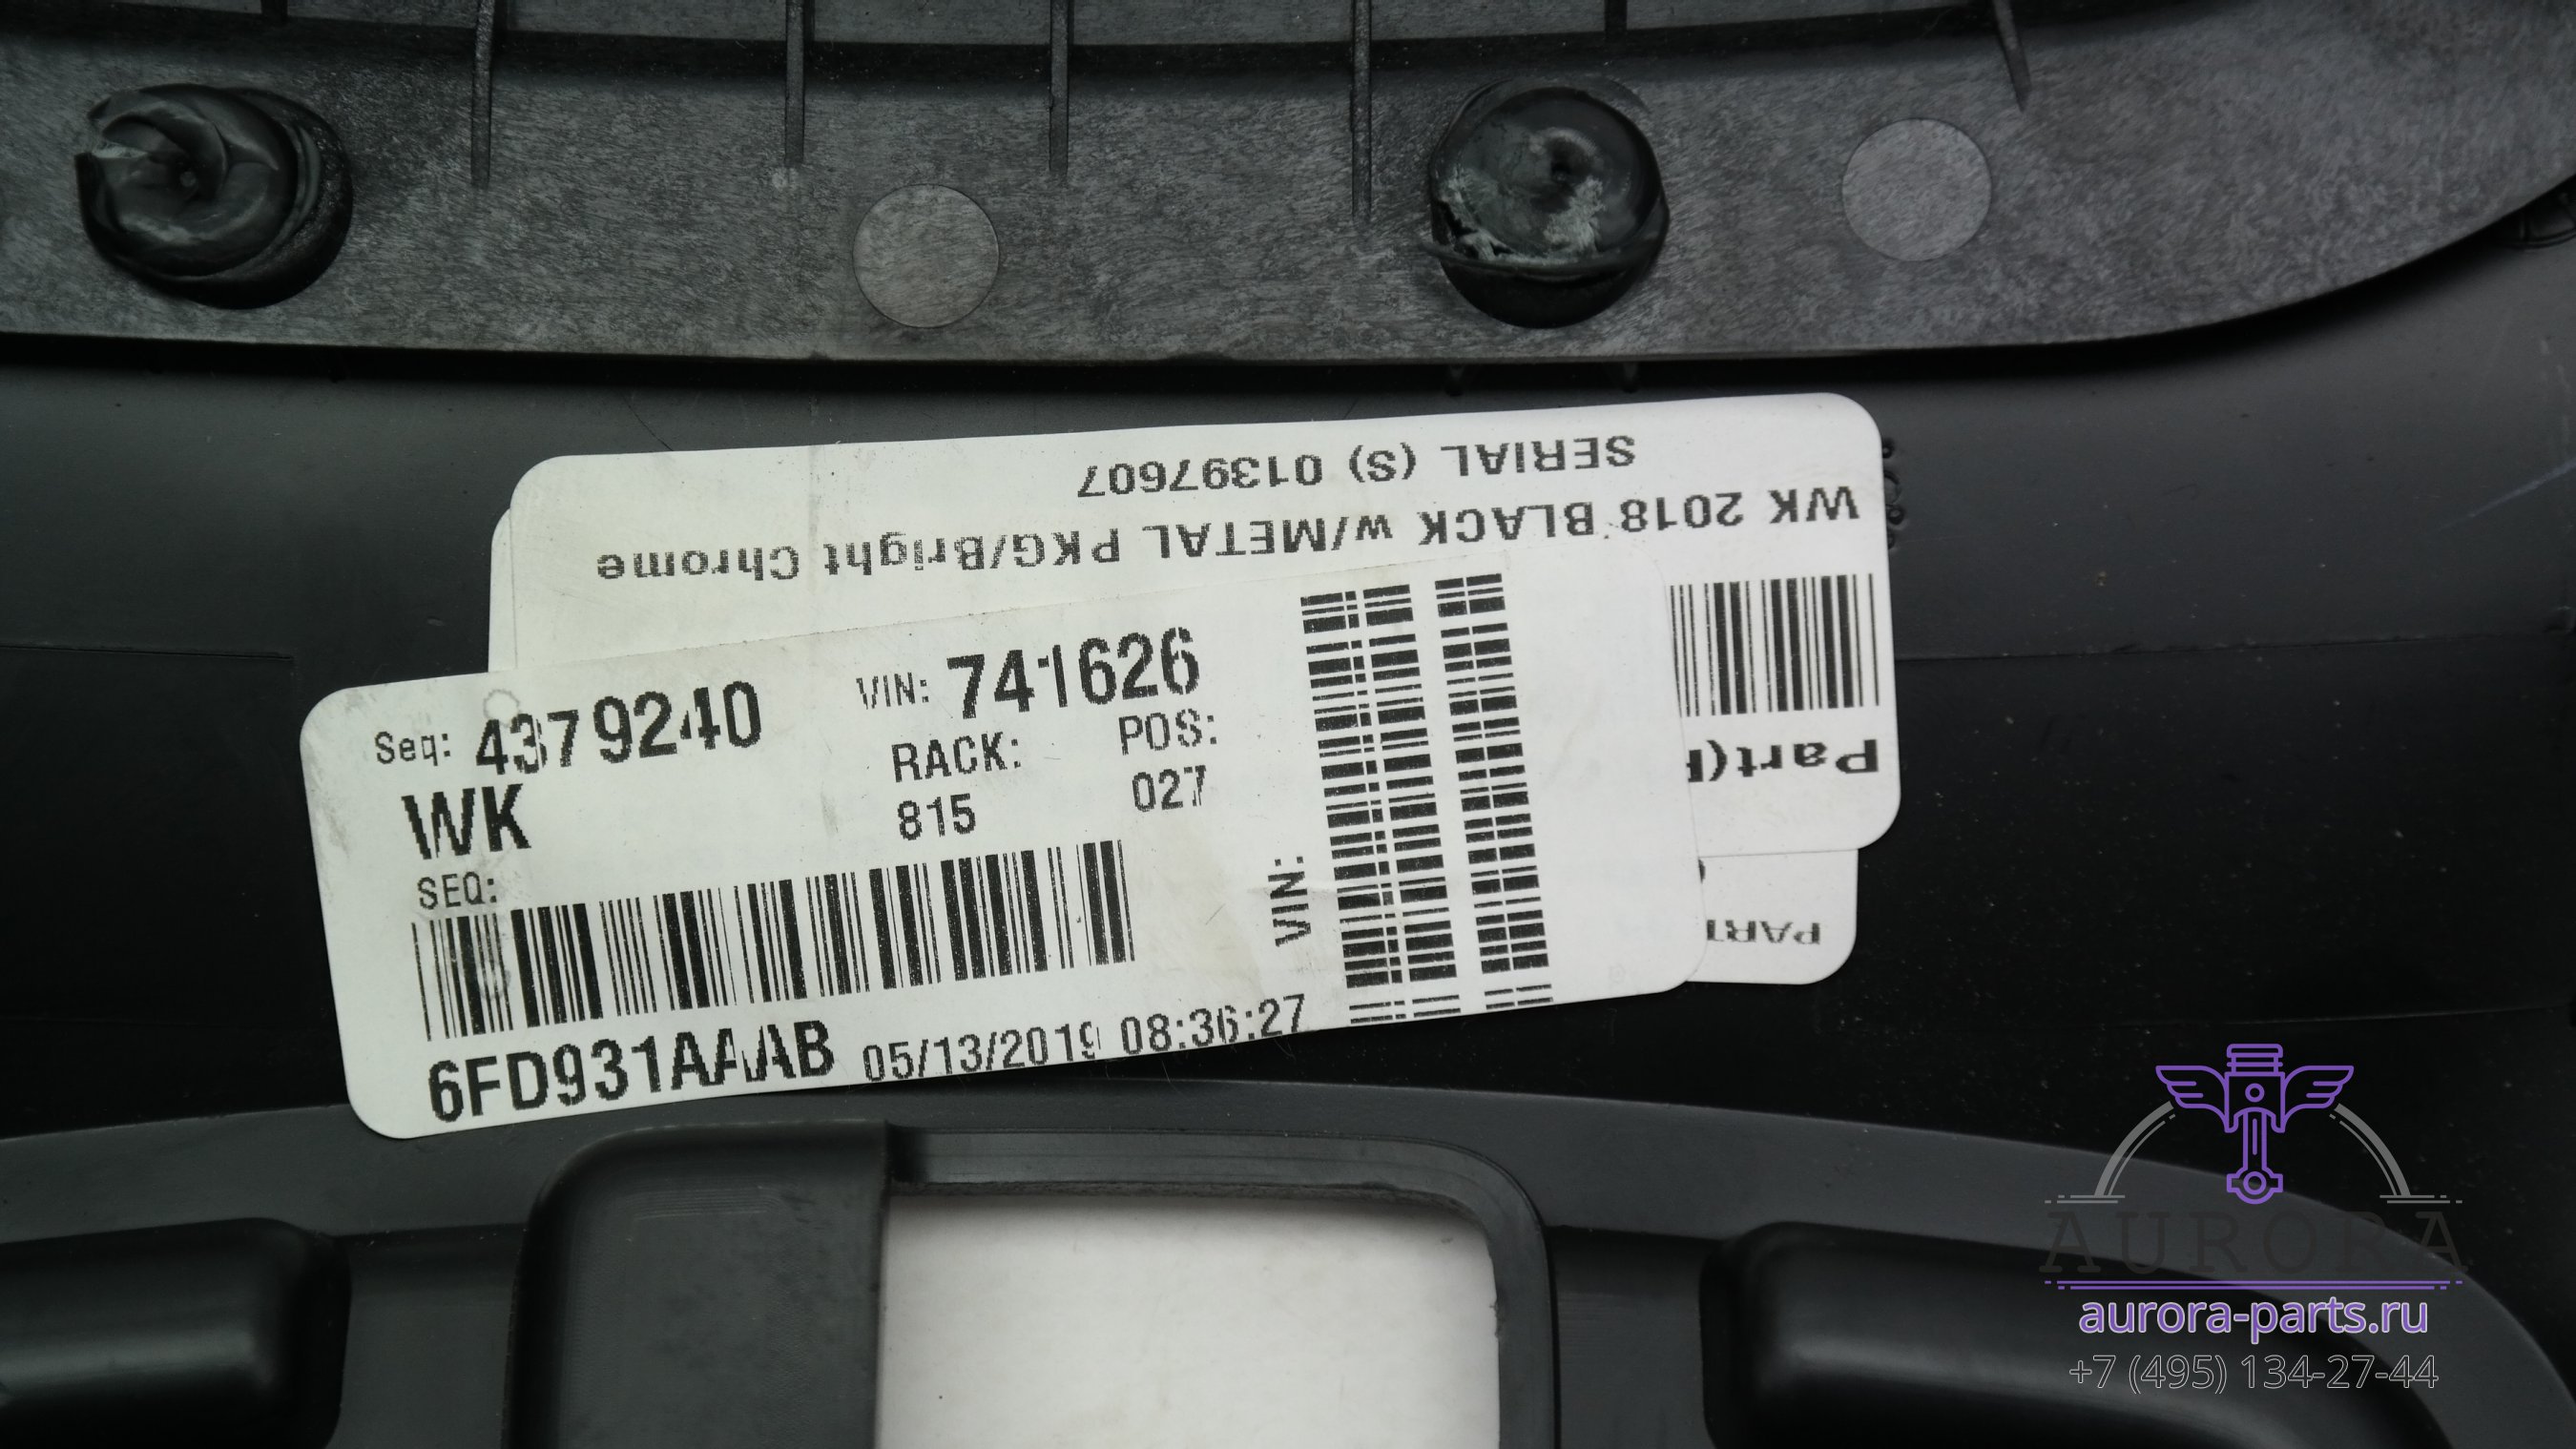 SERIAL (S) 01397607
WK 2018 BLACK w/METAL PKG/Bright Chrome
Seq: 4379240 VIN: 741626
WK RACK: POS:
815 027
SEQ:
VIN:
6FD931AAAB 05/13/2019 08:36:27
PART
AURORA
aurora-parts.ru
+7 (495) 134-27-44